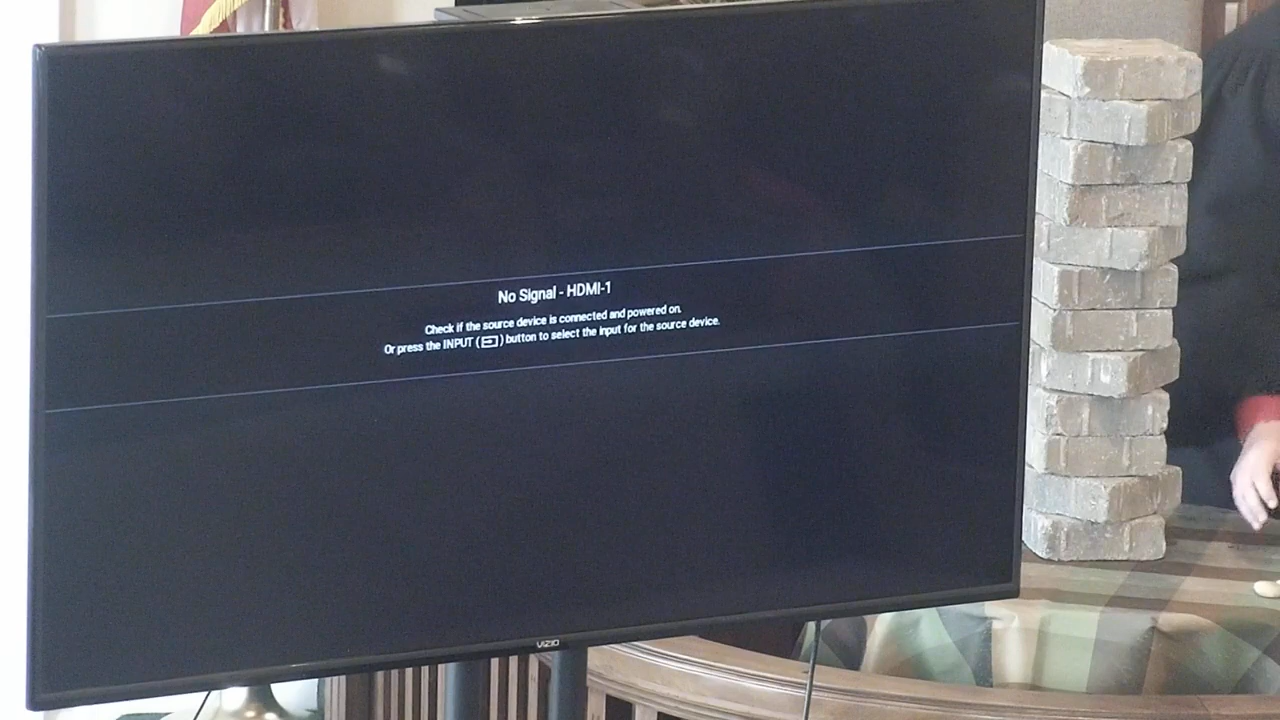 No Signal - HDMI-1
Check if the source device is connected and powered on.
Or press the INPUT ( ) button to select the input for the source device.
VIZIO